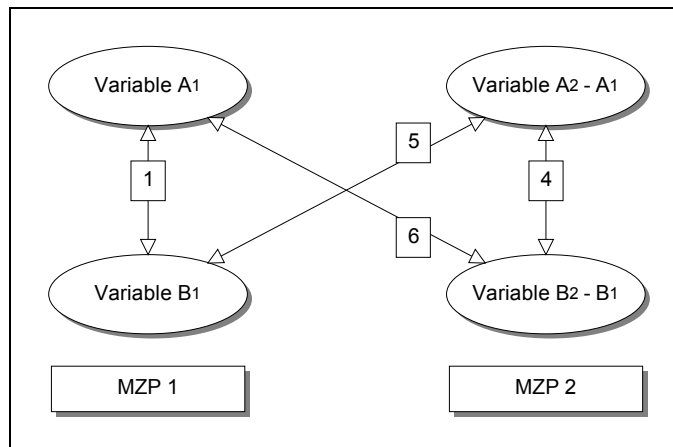 Variable A1
Variable A2 - A1
5
1
4
6
Variable B1
Variable B2 - B1
MZP 1
MZP 2